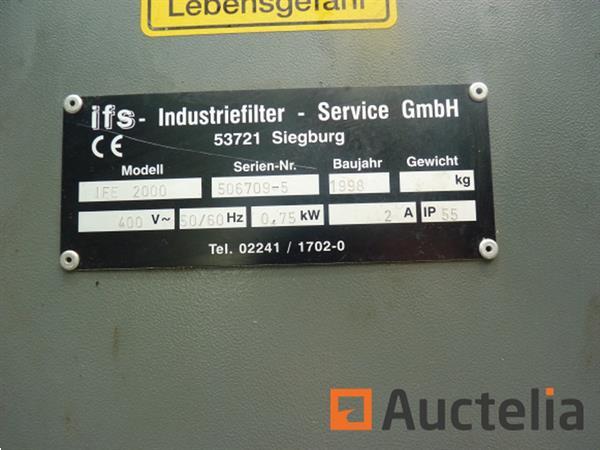 Lebensgefahr
ifs - Industriefilter - Service GmbH
53721 Siegburg
CE
Modell Serien-Nr. Baujahr Gewicht
IFE 2000 506709-5 1998 kg
400 V~ 50/60 Hz 0,75 kW 2 A IP 55
Tel. 02241 / 1702-0
Auctelia